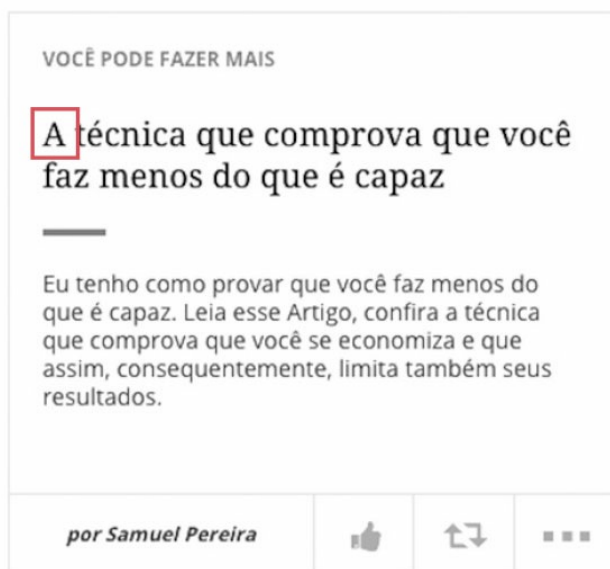 VOCÊ PODE FAZER MAIS
A técnica que comprova que você
faz menos do que é capaz
Eu tenho como provar que você faz menos do
que é capaz. Leia esse Artigo, confira a técnica
que comprova que você se economiza e que
assim, consequentemente, limita também seus
resultados.
por Samuel Pereira